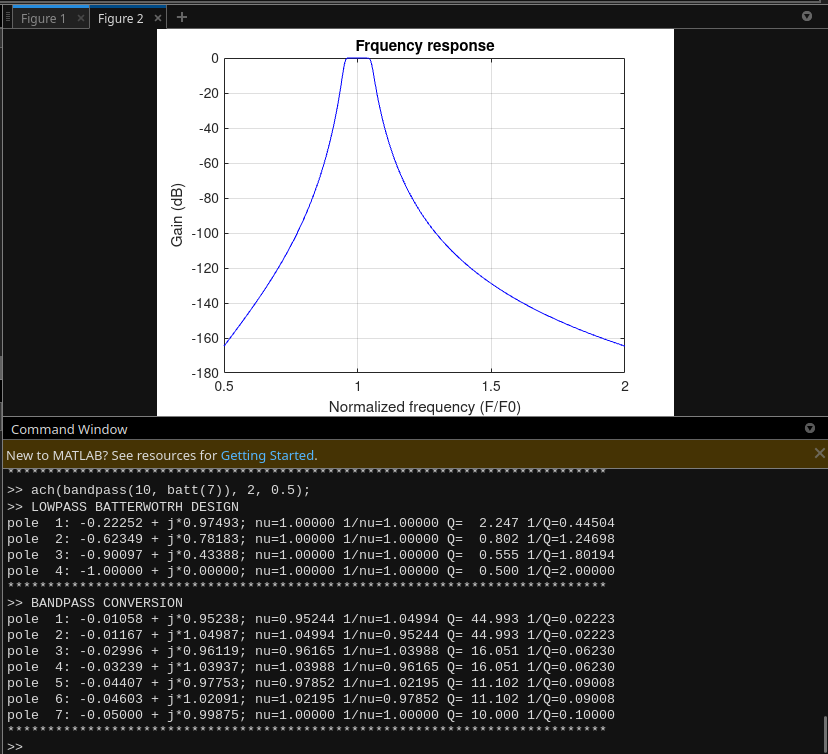 Figure 1 × Figure 2 × +
Frquency response
Gain (dB)
0
-20
-40
-60
-80
-100
-120
-140
-160
-180
0.5 1 1.5 2
Normalized frequency (F/F0)
Command Window
New to MATLAB? See resources for Getting Started.
******************************************************************************
>> ach(bandpass(10, batt(7)), 2, 0.5);
>> LOWPASS BATTERWOTRH DESIGN
pole  1: -0.22252 + j*0.97493; nu=1.00000 1/nu=1.00000 Q=  2.247 1/Q=0.44504
pole  2: -0.62349 + j*0.78183; nu=1.00000 1/nu=1.00000 Q=  0.802 1/Q=1.24698
pole  3: -0.90097 + j*0.43388; nu=1.00000 1/nu=1.00000 Q=  0.555 1/Q=1.80194
pole  4: -1.00000 + j*0.00000; nu=1.00000 1/nu=1.00000 Q=  0.500 1/Q=2.00000
******************************************************************************
>> BANDPASS CONVERSION
pole  1: -0.01058 + j*0.95238; nu=0.95244 1/nu=1.04994 Q= 44.993 1/Q=0.02223
pole  2: -0.01167 + j*1.04987; nu=1.04994 1/nu=0.95244 Q= 44.993 1/Q=0.02223
pole  3: -0.02996 + j*0.96119; nu=0.96165 1/nu=1.03988 Q= 16.051 1/Q=0.06230
pole  4: -0.03239 + j*1.03937; nu=1.03988 1/nu=0.96165 Q= 16.051 1/Q=0.06230
pole  5: -0.04407 + j*0.97753; nu=0.97852 1/nu=1.02195 Q= 11.102 1/Q=0.09008
pole  6: -0.04603 + j*1.02091; nu=1.02195 1/nu=0.97852 Q= 11.102 1/Q=0.09008
pole  7: -0.05000 + j*0.99875; nu=1.00000 1/nu=1.00000 Q= 10.000 1/Q=0.10000
******************************************************************************
>>